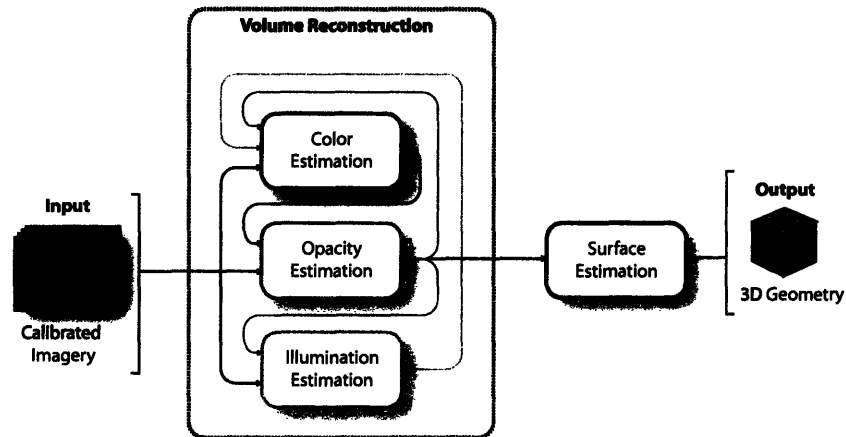 Volume Reconstruction
Color
Estimation
Input
Output
Opacity
Estimation
Surface
Estimation
3D Geometry
Calibrated
Imagery
Illumination
Estimation